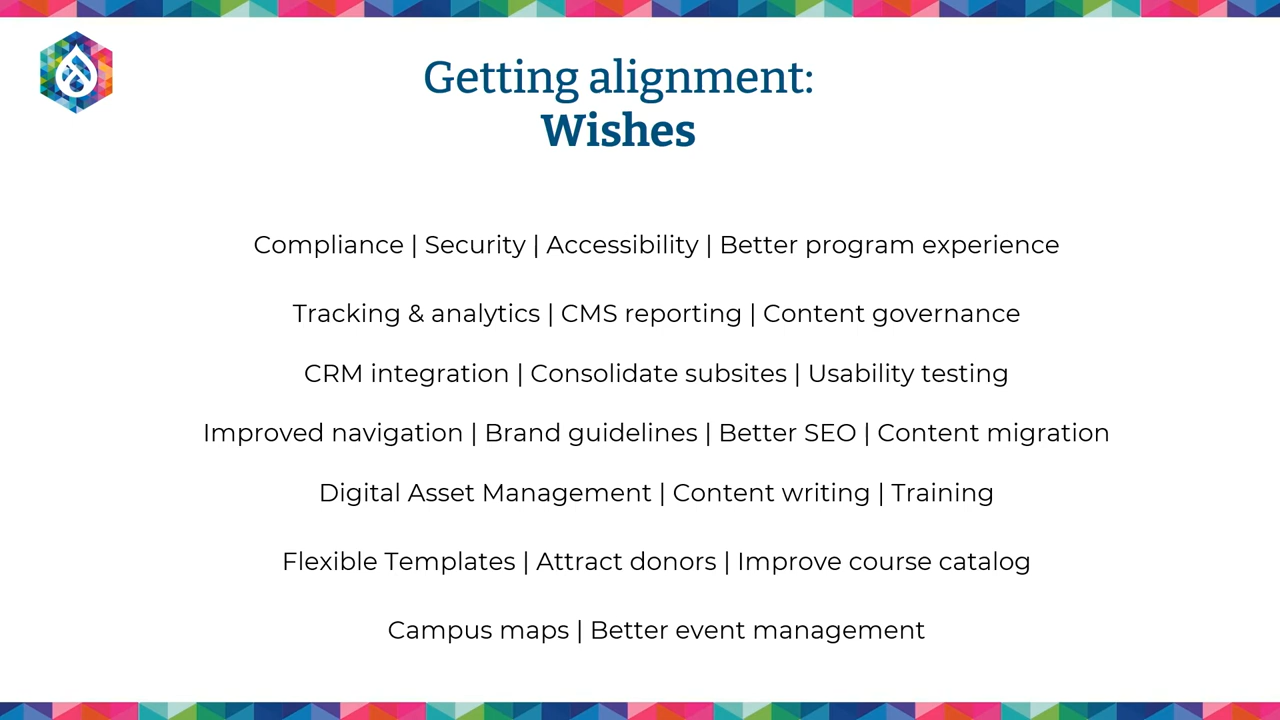 Getting alignment:
Wishes
Compliance | Security | Accessibility | Better program experience
Tracking & analytics | CMS reporting | Content governance
CRM integration | Consolidate subsites | Usability testing
Improved navigation | Brand guidelines | Better SEO | Content migration
Digital Asset Management | Content writing | Training
Flexible Templates | Attract donors | Improve course catalog
Campus maps | Better event management